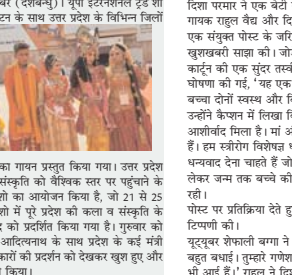 बर (देशबन्धु)। यूपी इंटरनेशनल ट्रेड शो
टन के साथ उत्तर प्रदेश के विभिन्न जिलों
का गायन प्रस्तुत किया गया। उत्तर प्रदेश
संस्कृति को वैश्विक स्तर पर पहुंचाने के
शो का आयोजन किया है, जो 21 से 25
शो में पूरे प्रदेश की कला व संस्कृति के
को प्रदर्शित किया गया है। गुरुवार को
आदित्यनाथ के साथ प्रदेश के कई मंत्री
कारों की प्रदर्शन को देखकर खुश हुए और
किया।
दिशा परमार ने एक बेटी
गायक राहुल वैद्य और दि
एक संयुक्त पोस्ट के जरि
खुशखबरी साझा की। जो
कार्टून की एक सुंदर तस्व
घोषणा की गई, 'यह एक
बच्चा दोनों स्वस्थ और
उन्होंने कैप्शन में लिखा
आशीर्वाद मिला है। मां अ
हैं। हम स्त्रीरोग विशेषज्ञ
धन्यवाद देना चाहते हैं जो
लेकर जन्म तक बच्चे की
रही।
पोस्ट पर प्रतिक्रिया देते हु
टिप्पणी की।
यूट्यूबर शेफाली बग्गा ने
बहुत बधाई। तुम्हारे गणेश
भी आई हैं।' राहुल ने दिश